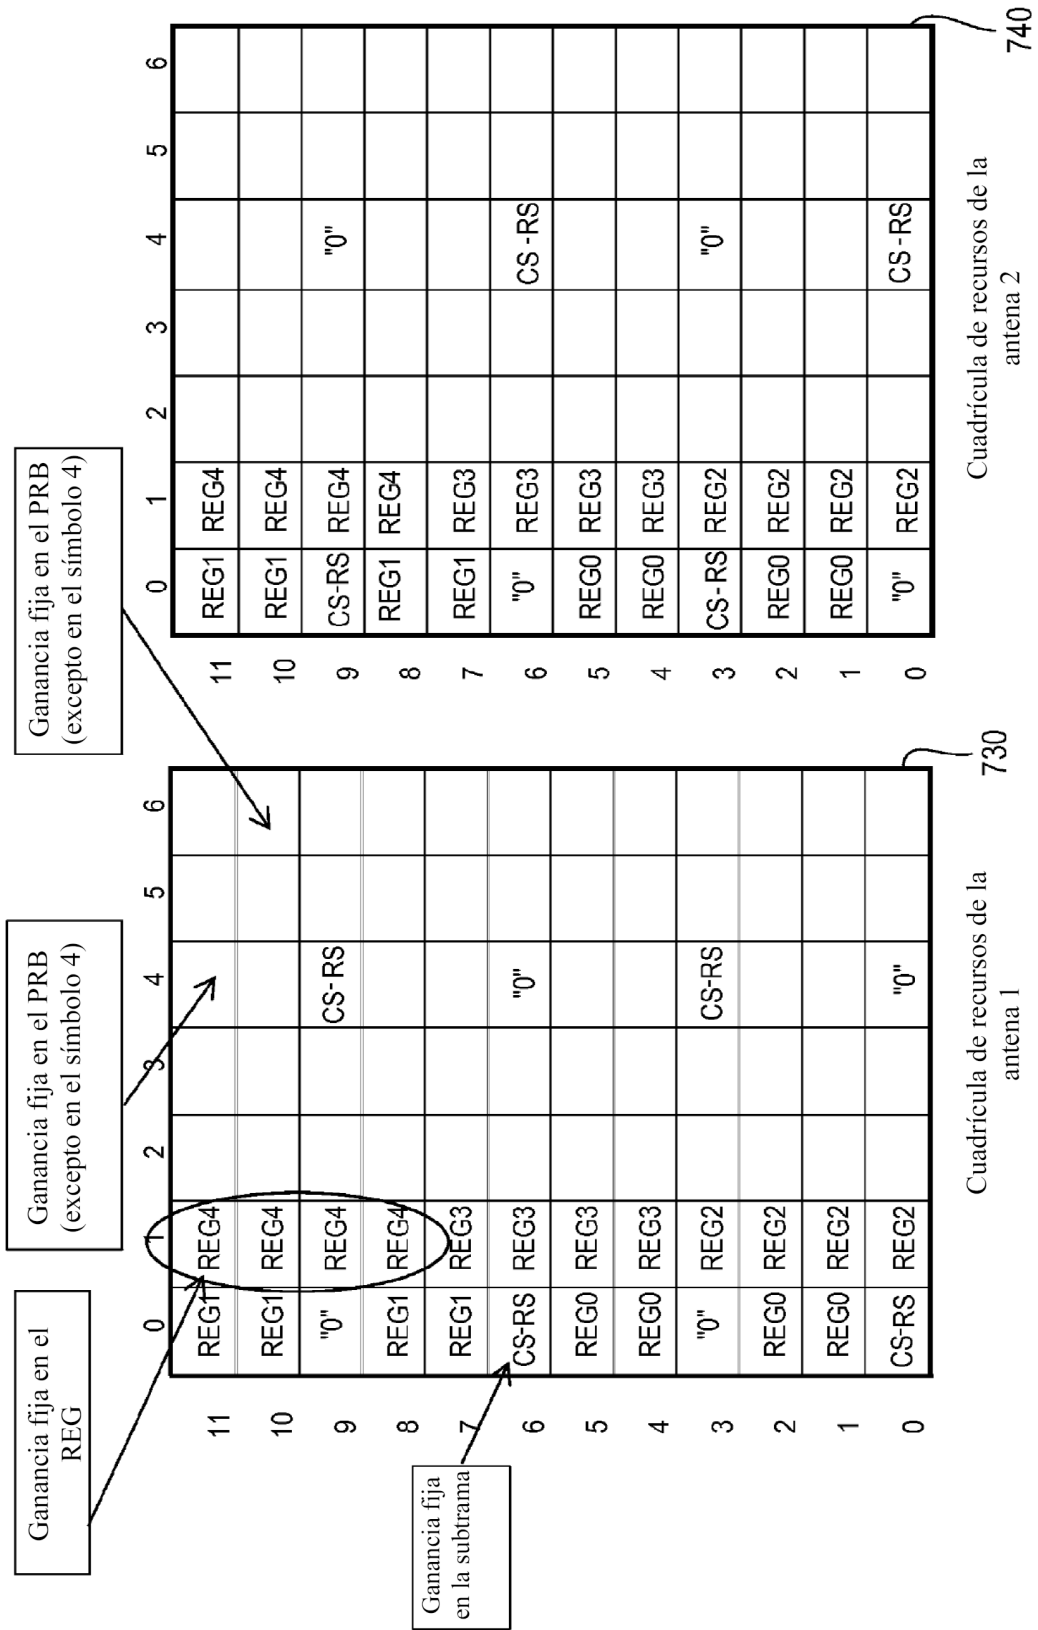 Ganancia fija en el
REG
Ganancia fija en el PRB
(excepto en el símbolo 4)
Ganancia fija en el PRB
(excepto en el símbolo 4)
Ganancia fija
en la subtrama
0 1 2 3 4 5 6
11 REG1 REG4
10 REG1 REG4
9 "0" REG4 CS-RS
8 REG1 REG4
7 REG1 REG3
6 CS-RS REG3 "0"
5 REG0 REG3
4 REG0 REG3
3 "0" REG2 CS-RS
2 REG0 REG2
1 REG0 REG2
0 CS-RS REG2 "0"
730
Cuadrícula de recursos de la
antena 1
0 1 2 3 4 5 6
11 REG1 REG4
10 REG1 REG4
9 CS-RS REG4 "0"
8 REG1 REG4
7 REG1 REG3
6 "0" REG3 CS-RS
5 REG0 REG3
4 REG0 REG3
3 CS-RS REG2 "0"
2 REG0 REG2
1 REG0 REG2
0 "0" REG2 CS-RS
740
Cuadrícula de recursos de la
antena 2